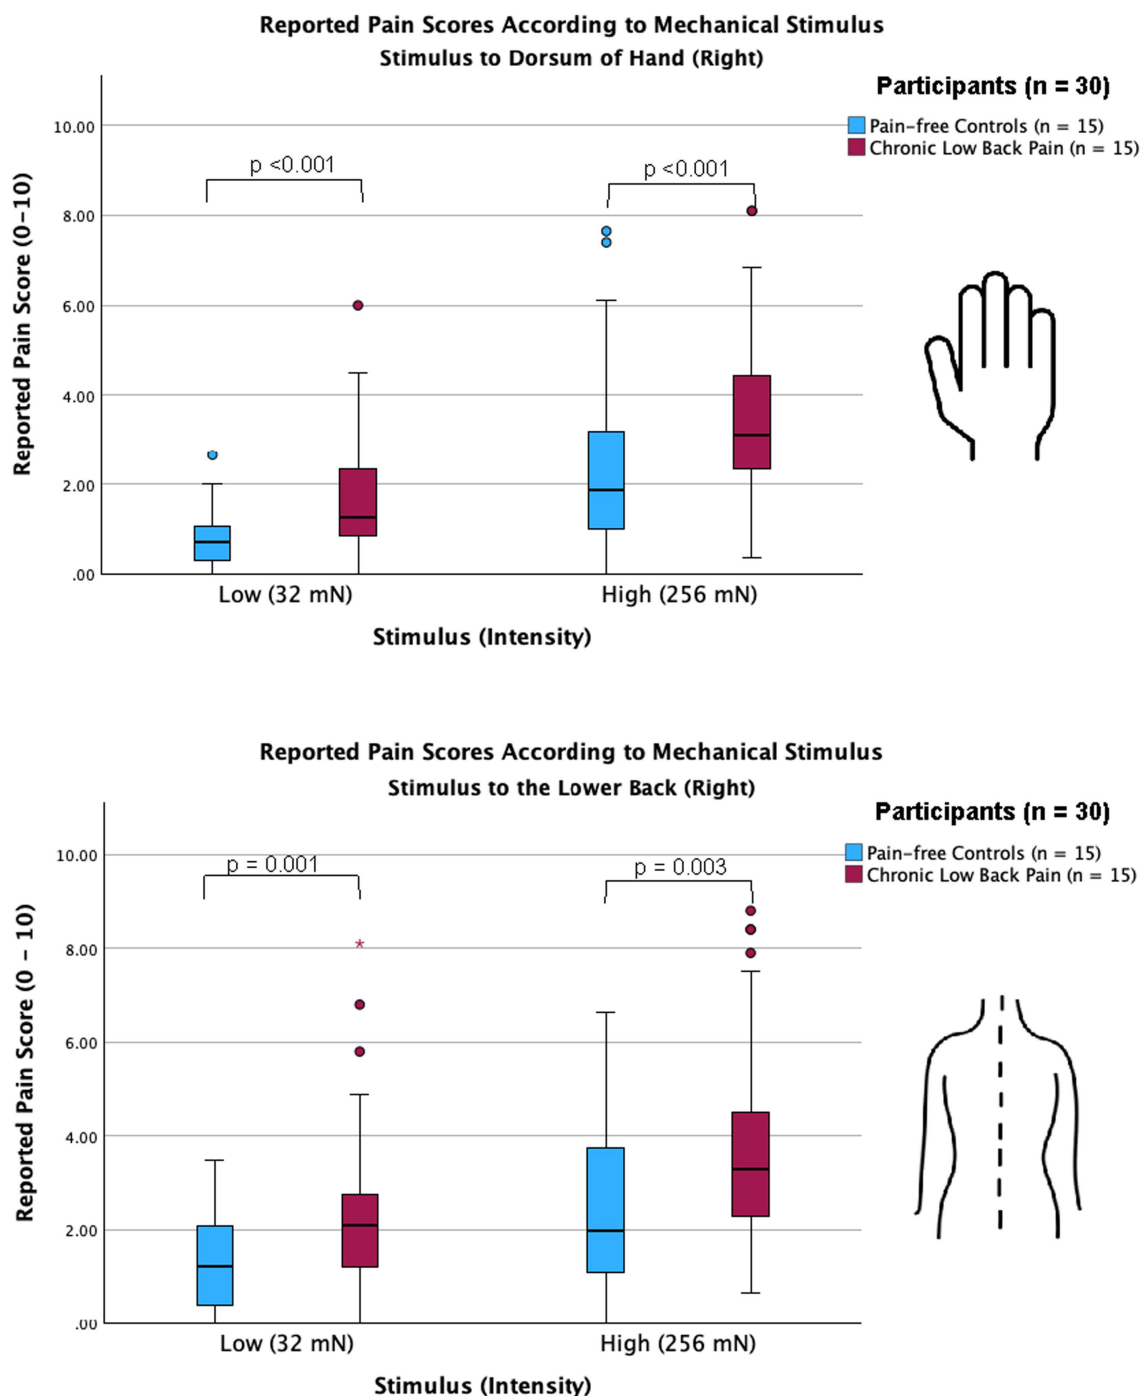 Reported Pain Scores According to Mechanical Stimulus
Stimulus to Dorsum of Hand (Right)
Participants (n = 30)
Pain-free Controls (n = 15)
Chronic Low Back Pain (n = 15)
Reported Pain Score (0-10)
10.00
8.00
6.00
4.00
2.00
.00
p <0.001
p <0.001
Low (32 mN)
High (256 mN)
Stimulus (Intensity)
Reported Pain Scores According to Mechanical Stimulus
Stimulus to the Lower Back (Right)
Participants (n = 30)
Pain-free Controls (n = 15)
Chronic Low Back Pain (n = 15)
Reported Pain Score (0 - 10)
10.00
8.00
6.00
4.00
2.00
.00
p = 0.001
p = 0.003
Low (32 mN)
High (256 mN)
Stimulus (Intensity)